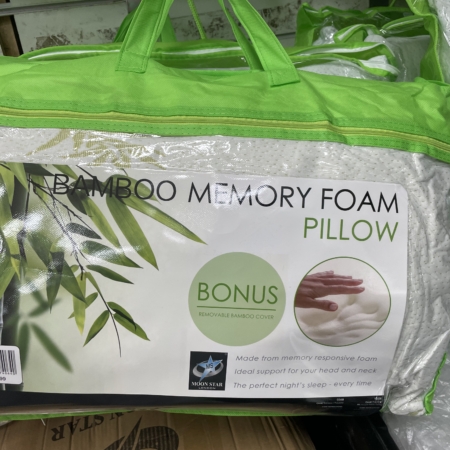 BAMBOO MEMORY FOAM
PILLOW
BONUS
REMOVABLE BAMBOO COVER
MOON STAR
Made from memory responsive foam
Ideal support for your head and neck
The perfect night's sleep - every time
STAR